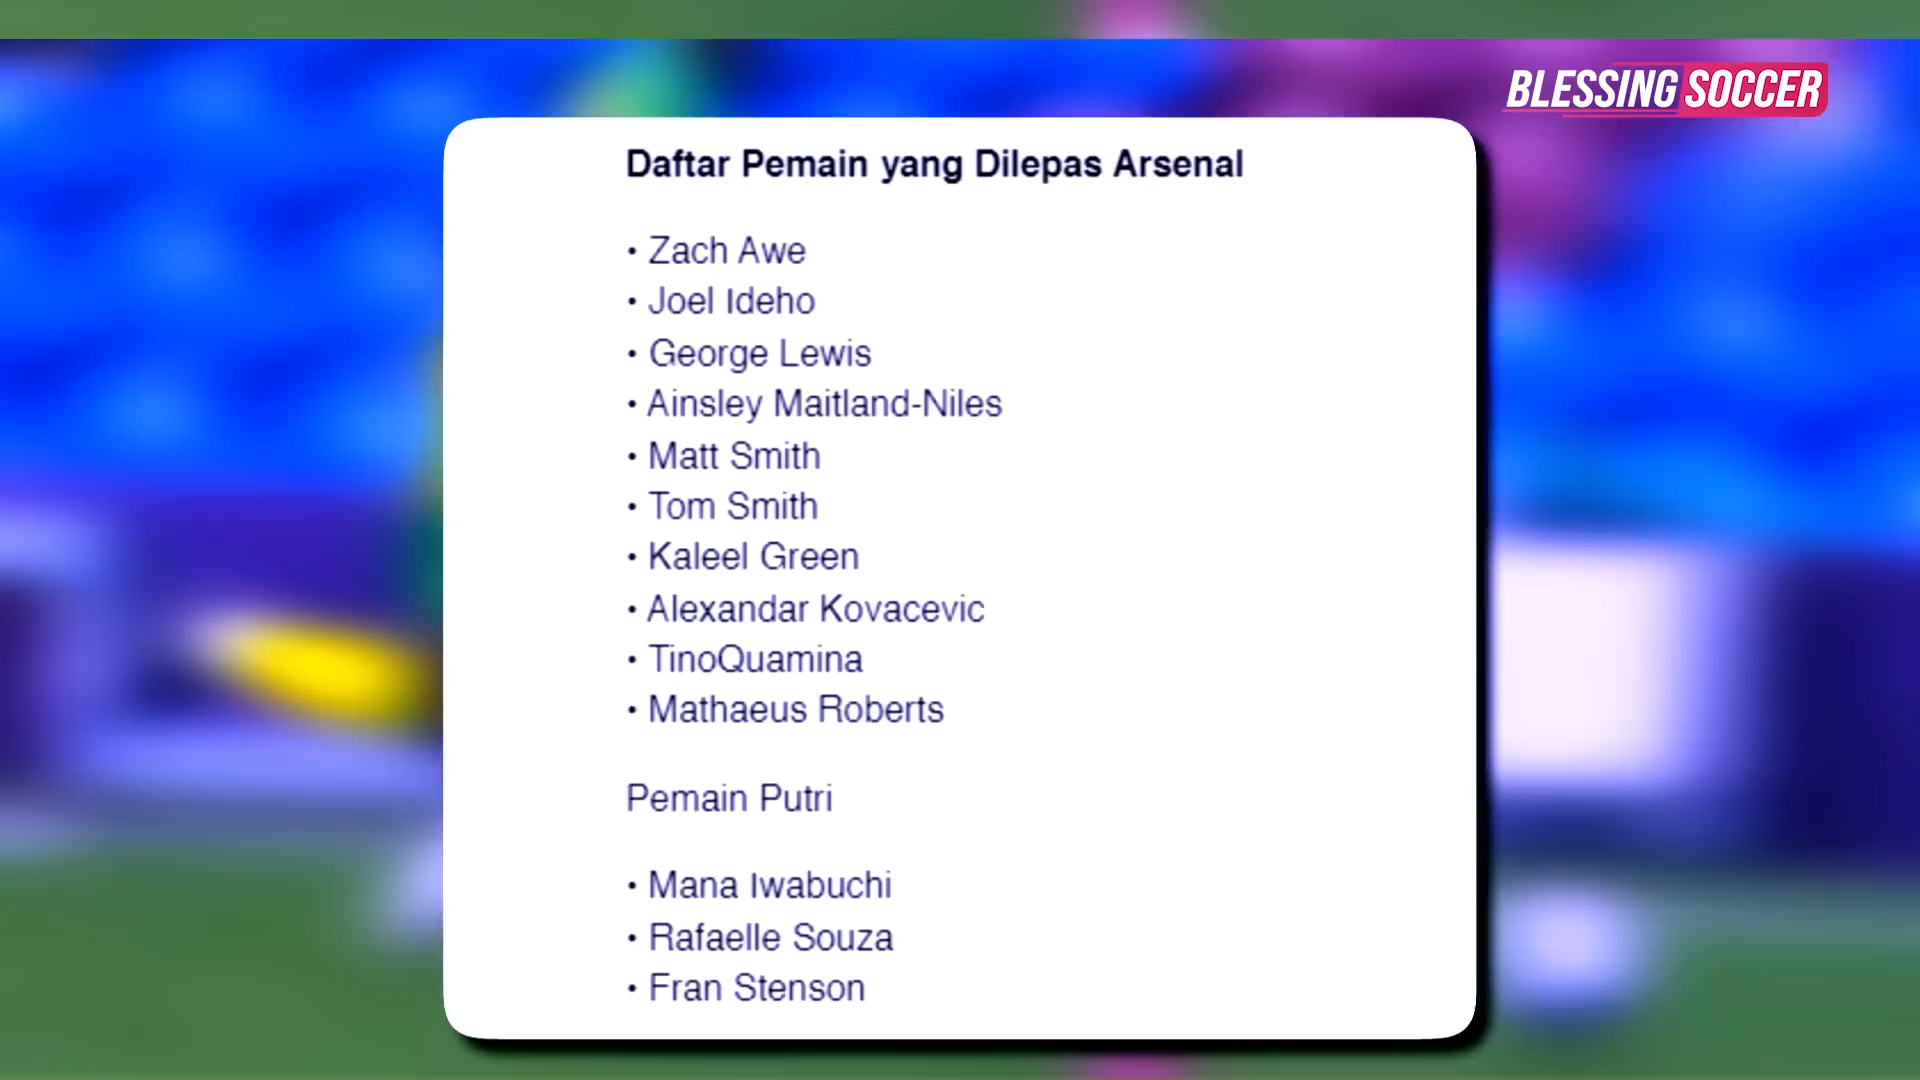 BLESSING SOCCER
Daftar Pemain yang Dilepas Arsenal
• Zach Awe
• Joel Ideho
• George Lewis
• Ainsley Maitland-Niles
• Matt Smith
• Tom Smith
• Kaleel Green
• Alexandar Kovacevic
• TinoQuamina
• Mathaeus Roberts
Pemain Putri
• Mana Iwabuchi
• Rafaelle Souza
• Fran Stenson